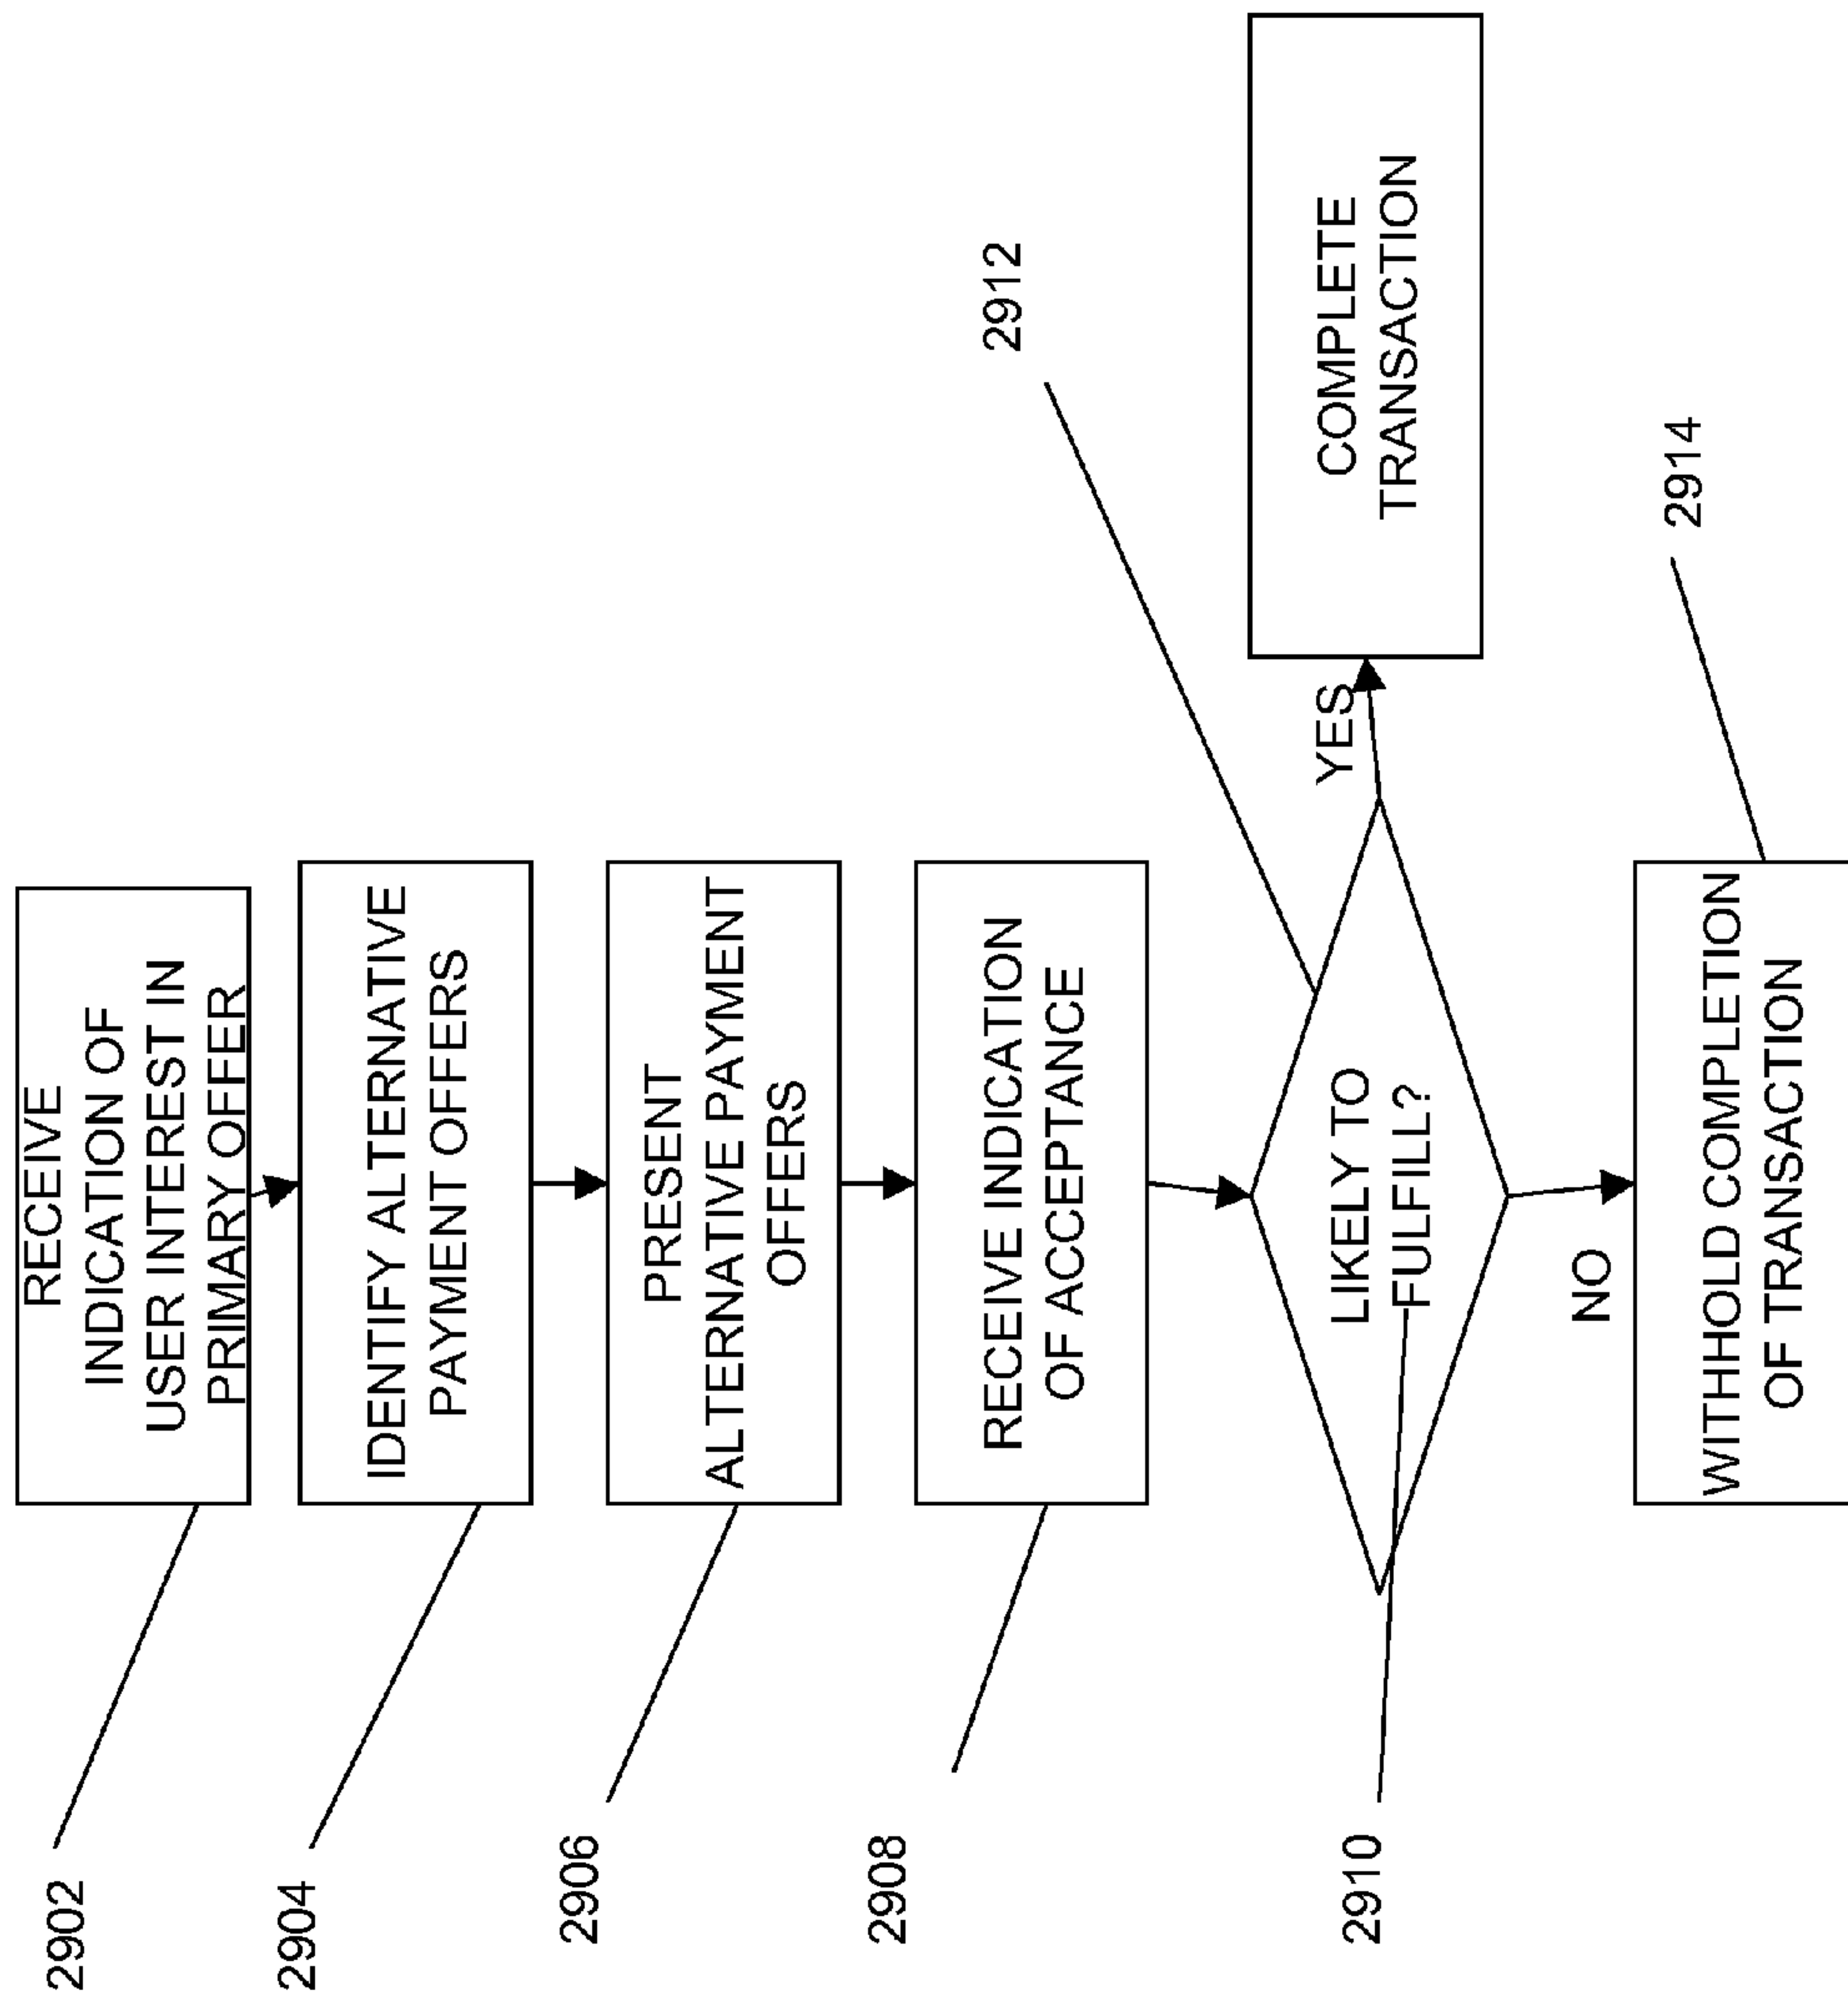 2902
RECEIVE
INDICATION OF
USER INTEREST IN
PRIMARY OFFER
2904
IDENTIFY ALTERNATIVE
PAYMENT OFFERS
2906
PRESENT
ALTERNATIVE PAYMENT
OFFERS
2908
RECEIVE INDICATION
OF ACCEPTANCE
2910
LIKELY TO
FULFILL?
2912
YES
COMPLETE
TRANSACTION
NO
2914
WITHHOLD COMPLETION
OF TRANSACTION